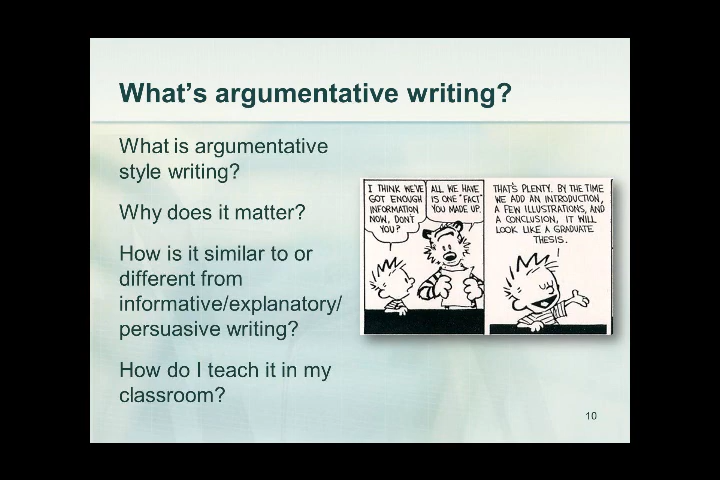 What's argumentative writing?
What is argumentative
style writing?
Why does it matter?
How is it similar to or
different from
informative/explanatory/
persuasive writing?
How do I teach it in my
classroom?
I THINK WE'VE
GOT ENOUGH
INFORMATION
NOW, DON'T
YOU?
ALL WE HAVE
IS ONE "FACT"
YOU MADE UP.
THAT'S PLENTY. BY THE TIME
WE ADD AN INTRODUCTION,
A FEW ILLUSTRATIONS, AND
A CONCLUSION, IT WILL
LOOK LIKE A GRADUATE
THESIS.
10